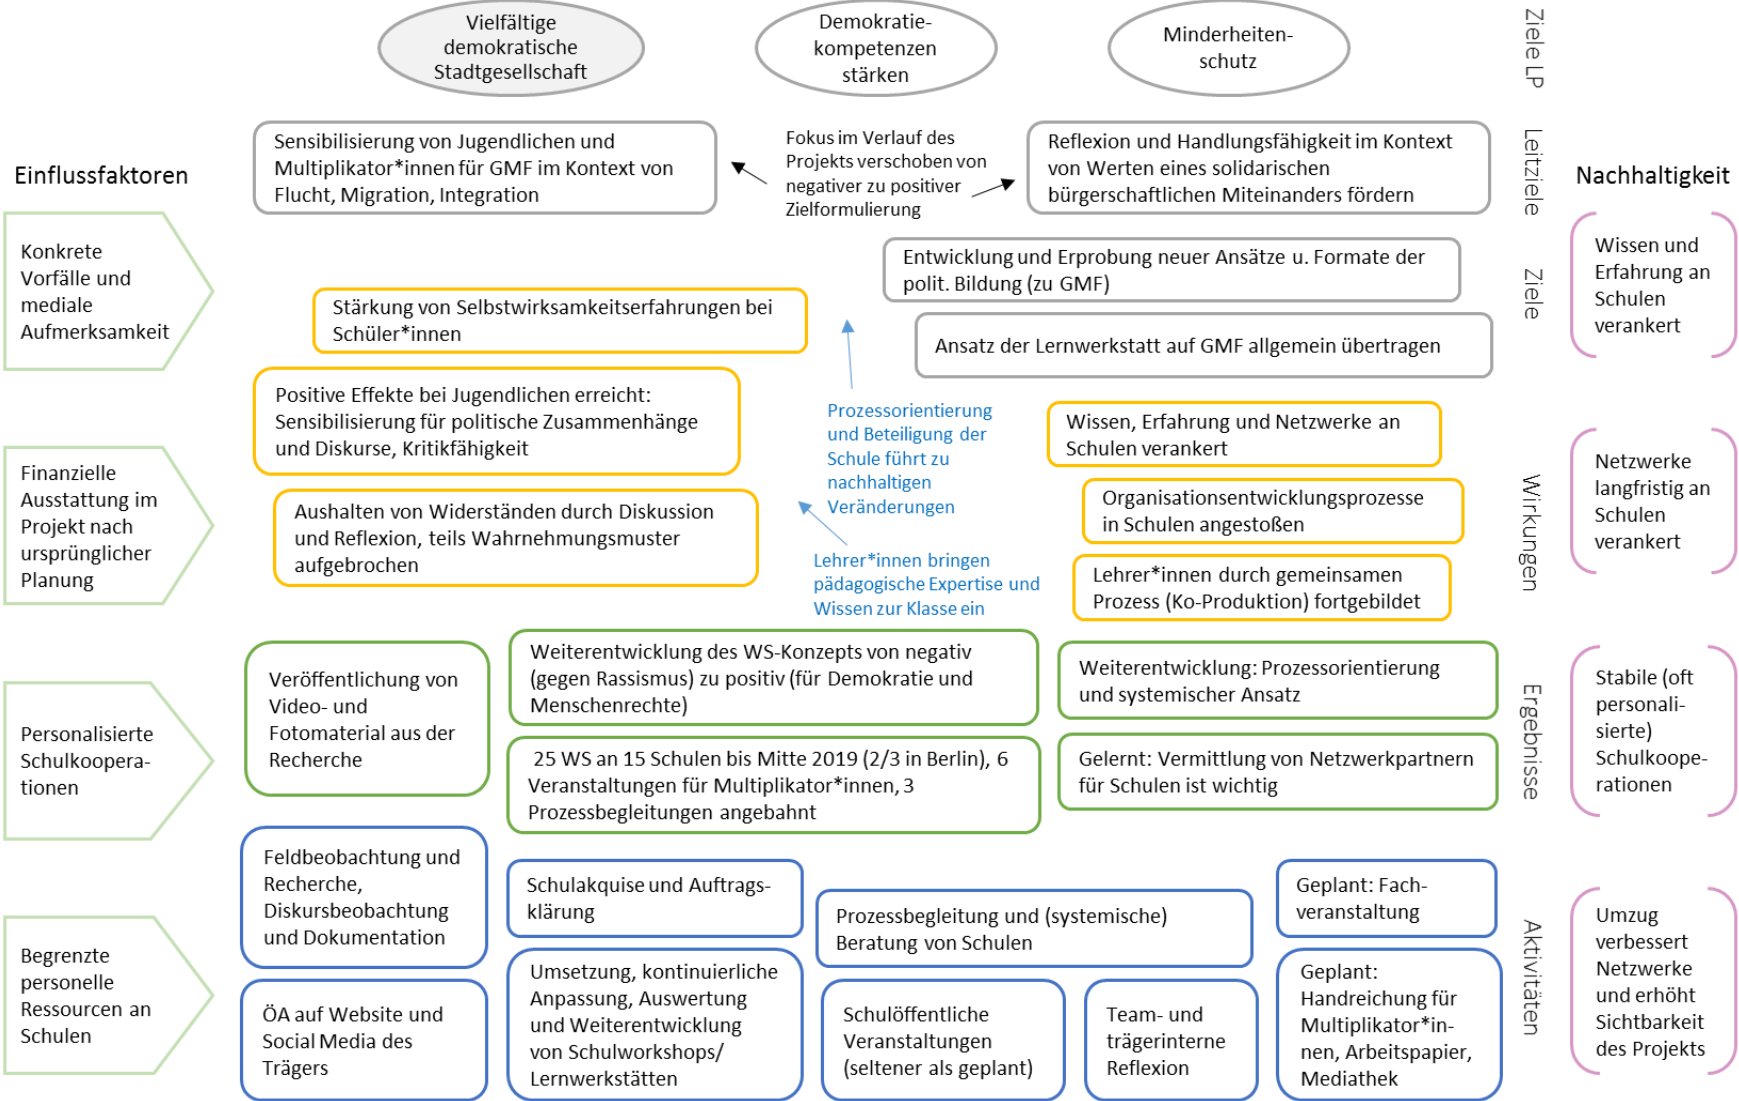 Vielfältige
demokratische
Stadtgesellschaft
Demokratie-
kompetenzen
stärken
Minderheiten-
schutz
Ziele LP
Sensibilisierung von Jugendlichen und
Multiplikator*innen für GMF im Kontext von
Flucht, Migration, Integration
Fokus im Verlauf des
Projekts verschoben von
negativer zu positiver
Zielformulierung
Reflexion und Handlungsfähigkeit im Kontext
von Werten eines solidarischen
bürgerschaftlichen Miteinanders fördern
Leitziele
Einflussfaktoren
Nachhaltigkeit
Konkrete
Vorfälle und
mediale
Aufmerksamkeit
Entwicklung und Erprobung neuer Ansätze u. Formate der
polit. Bildung (zu GMF)
Ziele
Wissen und
Erfahrung an
Schulen
verankert
Stärkung von Selbstwirksamkeitserfahrungen bei
Schüler*innen
Ansatz der Lernwerkstatt auf GMF allgemein übertragen
Positive Effekte bei Jugendlichen erreicht:
Sensibilisierung für politische Zusammenhänge
und Diskurse, Kritikfähigkeit
Prozessorientierung
und Beteiligung der
Schule führt zu
nachhaltigen
Veränderungen
Wissen, Erfahrung und Netzwerke an
Schulen verankert
Finanzielle
Ausstattung im
Projekt nach
ursprünglicher
Planung
Aushalten von Widerständen durch Diskussion
und Reflexion, teils Wahrnehmungsmuster
aufgebrochen
Organisationsentwicklungsprozesse
in Schulen angestoßen
Wirkungen
Netzwerke
langfristig an
Schulen
verankert
Lehrer*innen bringen
pädagogische Expertise und
Wissen zur Klasse ein
Lehrer*innen durch gemeinsamen
Prozess (Ko-Produktion) fortgebildet
Personalisierte
Schulkoopera-
tionen
Veröffentlichung von
Video- und
Fotomaterial aus der
Recherche
Weiterentwicklung des WS-Konzepts von negativ
(gegen Rassismus) zu positiv (für Demokratie und
Menschenrechte)
Weiterentwicklung: Prozessorientierung
und systemischer Ansatz
Ergebnisse
Stabile (oft
personali-
sierte)
Schulkoope-
rationen
25 WS an 15 Schulen bis Mitte 2019 (2/3 in Berlin), 6
Veranstaltungen für Multiplikator*innen, 3
Prozessbegleitungen angebahnt
Gelernt: Vermittlung von Netzwerkpartnern
für Schulen ist wichtig
Feldbeobachtung und
Recherche,
Diskursbeobachtung
und Dokumentation
Schulakquise und Auftrags-
klärung
Prozessbegleitung und (systemische)
Beratung von Schulen
Geplant: Fach-
veranstaltung
Aktivitäten
Begrenzte
personelle
Ressourcen an
Schulen
ÖA auf Website und
Social Media des
Trägers
Umsetzung, kontinuierliche
Anpassung, Auswertung
und Weiterentwicklung
von Schulworkshops/
Lernwerkstätten
Schulöffentliche
Veranstaltungen
(seltener als geplant)
Team- und
trägerinterne
Reflexion
Geplant:
Handreichung für
Multiplikator*in-
nen, Arbeitspapier,
Mediathek
Umzug
verbessert
Netzwerke
und erhöht
Sichtbarkeit
des Projekts